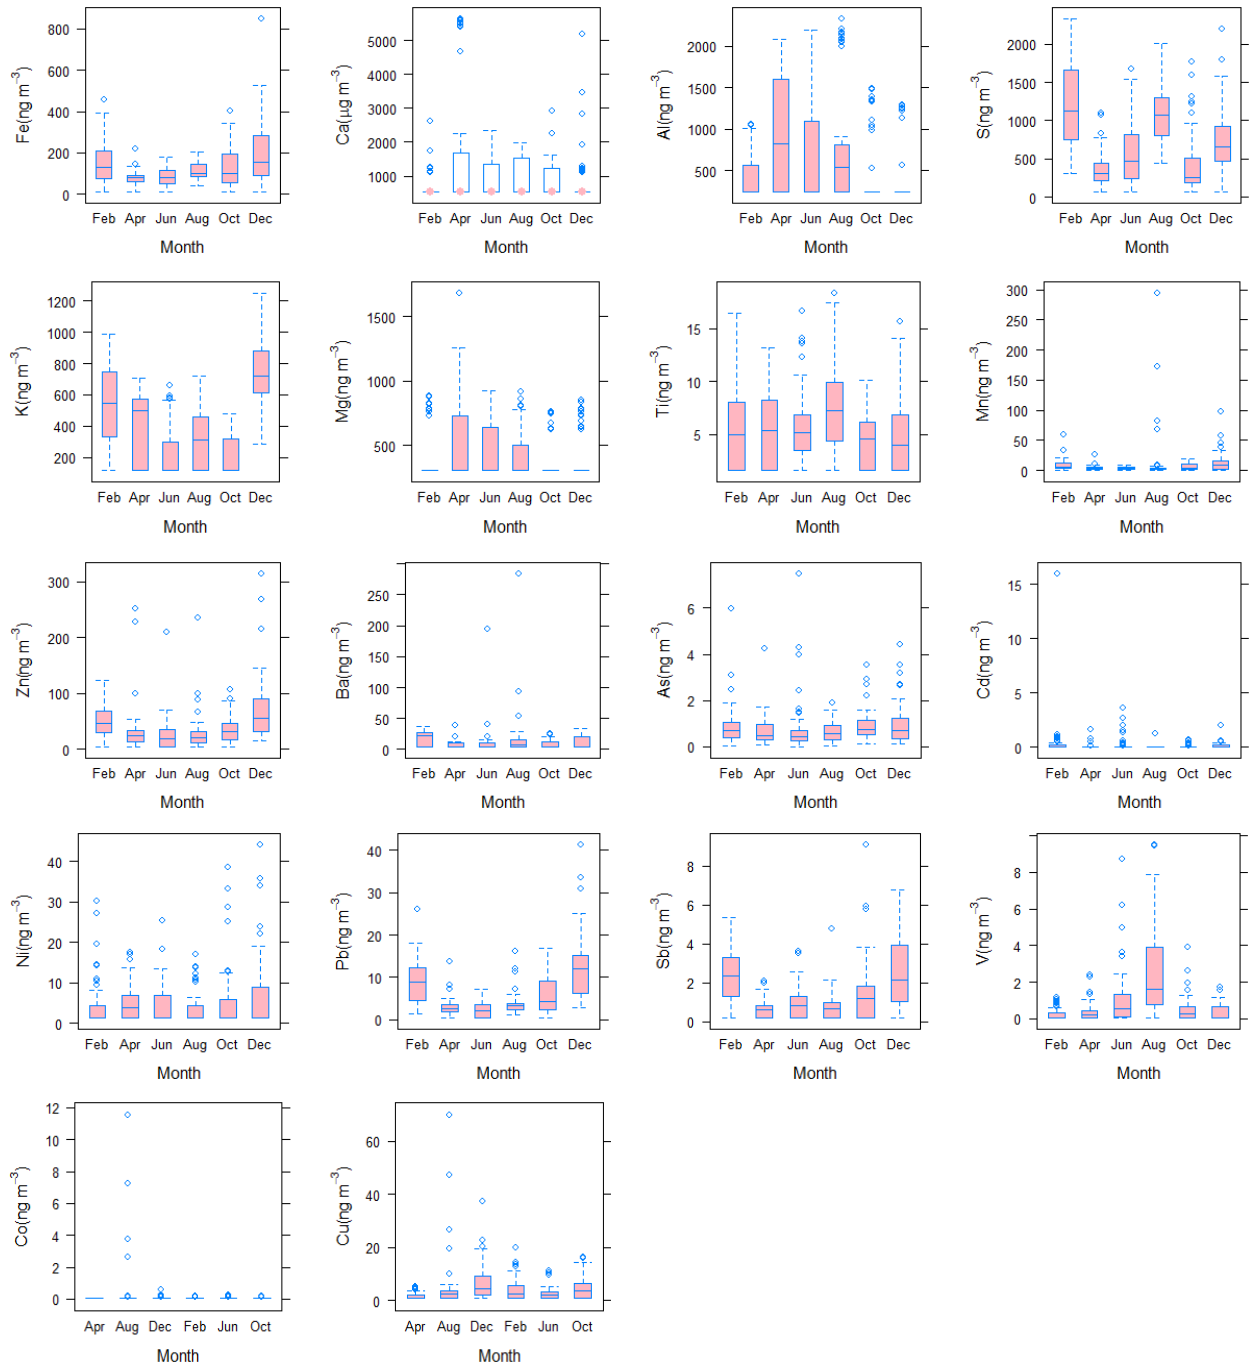 Fe(ng m⁻³)
800
600
400
200
0
Feb Apr Jun Aug Oct Dec
Month
Ca(μg m⁻³)
5000
4000
3000
2000
1000
Feb Apr Jun Aug Oct Dec
Month
Al(ng m⁻³)
2000
1500
1000
500
Feb Apr Jun Aug Oct Dec
Month
S(ng m⁻³)
2000
1500
1000
500
0
Feb Apr Jun Aug Oct Dec
Month
K(ng m⁻³)
1200
1000
800
600
400
200
Feb Apr Jun Aug Oct Dec
Month
Mg(ng m⁻³)
1500
1000
500
Feb Apr Jun Aug Oct Dec
Month
Ti(ng m⁻³)
15
10
5
Feb Apr Jun Aug Oct Dec
Month
Mn(ng m⁻³)
300
250
200
150
100
50
0
Feb Apr Jun Aug Oct Dec
Month
Zn(ng m⁻³)
300
200
100
0
Feb Apr Jun Aug Oct Dec
Month
Ba(ng m⁻³)
250
200
150
100
50
0
Feb Apr Jun Aug Oct Dec
Month
As(ng m⁻³)
6
4
2
0
Feb Apr Jun Aug Oct Dec
Month
Cd(ng m⁻³)
15
10
5
0
Feb Apr Jun Aug Oct Dec
Month
Ni(ng m⁻³)
40
30
20
10
0
Feb Apr Jun Aug Oct Dec
Month
Pb(ng m⁻³)
40
30
20
10
0
Feb Apr Jun Aug Oct Dec
Month
Sb(ng m⁻³)
8
6
4
2
0
Feb Apr Jun Aug Oct Dec
Month
V(ng m⁻³)
8
6
4
2
0
Feb Apr Jun Aug Oct Dec
Month
Co(ng m⁻³)
12
10
8
6
4
2
0
Apr Aug Dec Feb Jun Oct
Month
Cu(ng m⁻³)
60
40
20
0
Apr Aug Dec Feb Jun Oct
Month